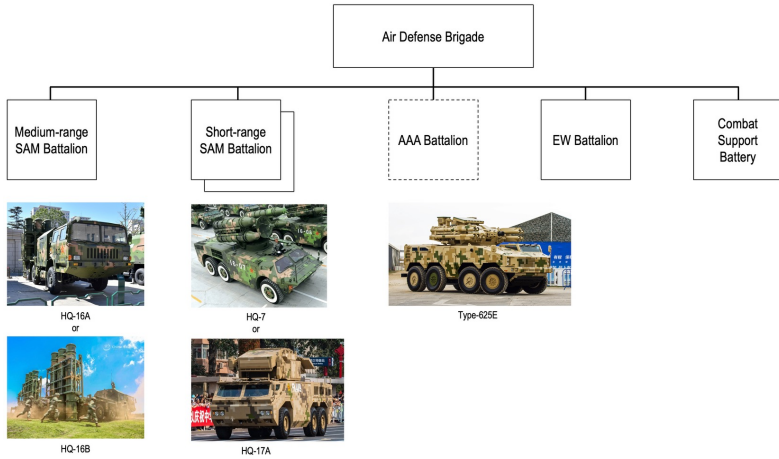 Air Defense Brigade
Medium-range
SAM Battalion
Short-range
SAM Battalion
AAA Battalion
EW Battalion
Combat
Support
Battery
HQ-16A
or
HQ-16B
HQ-7
or
HQ-17A
Type-625E